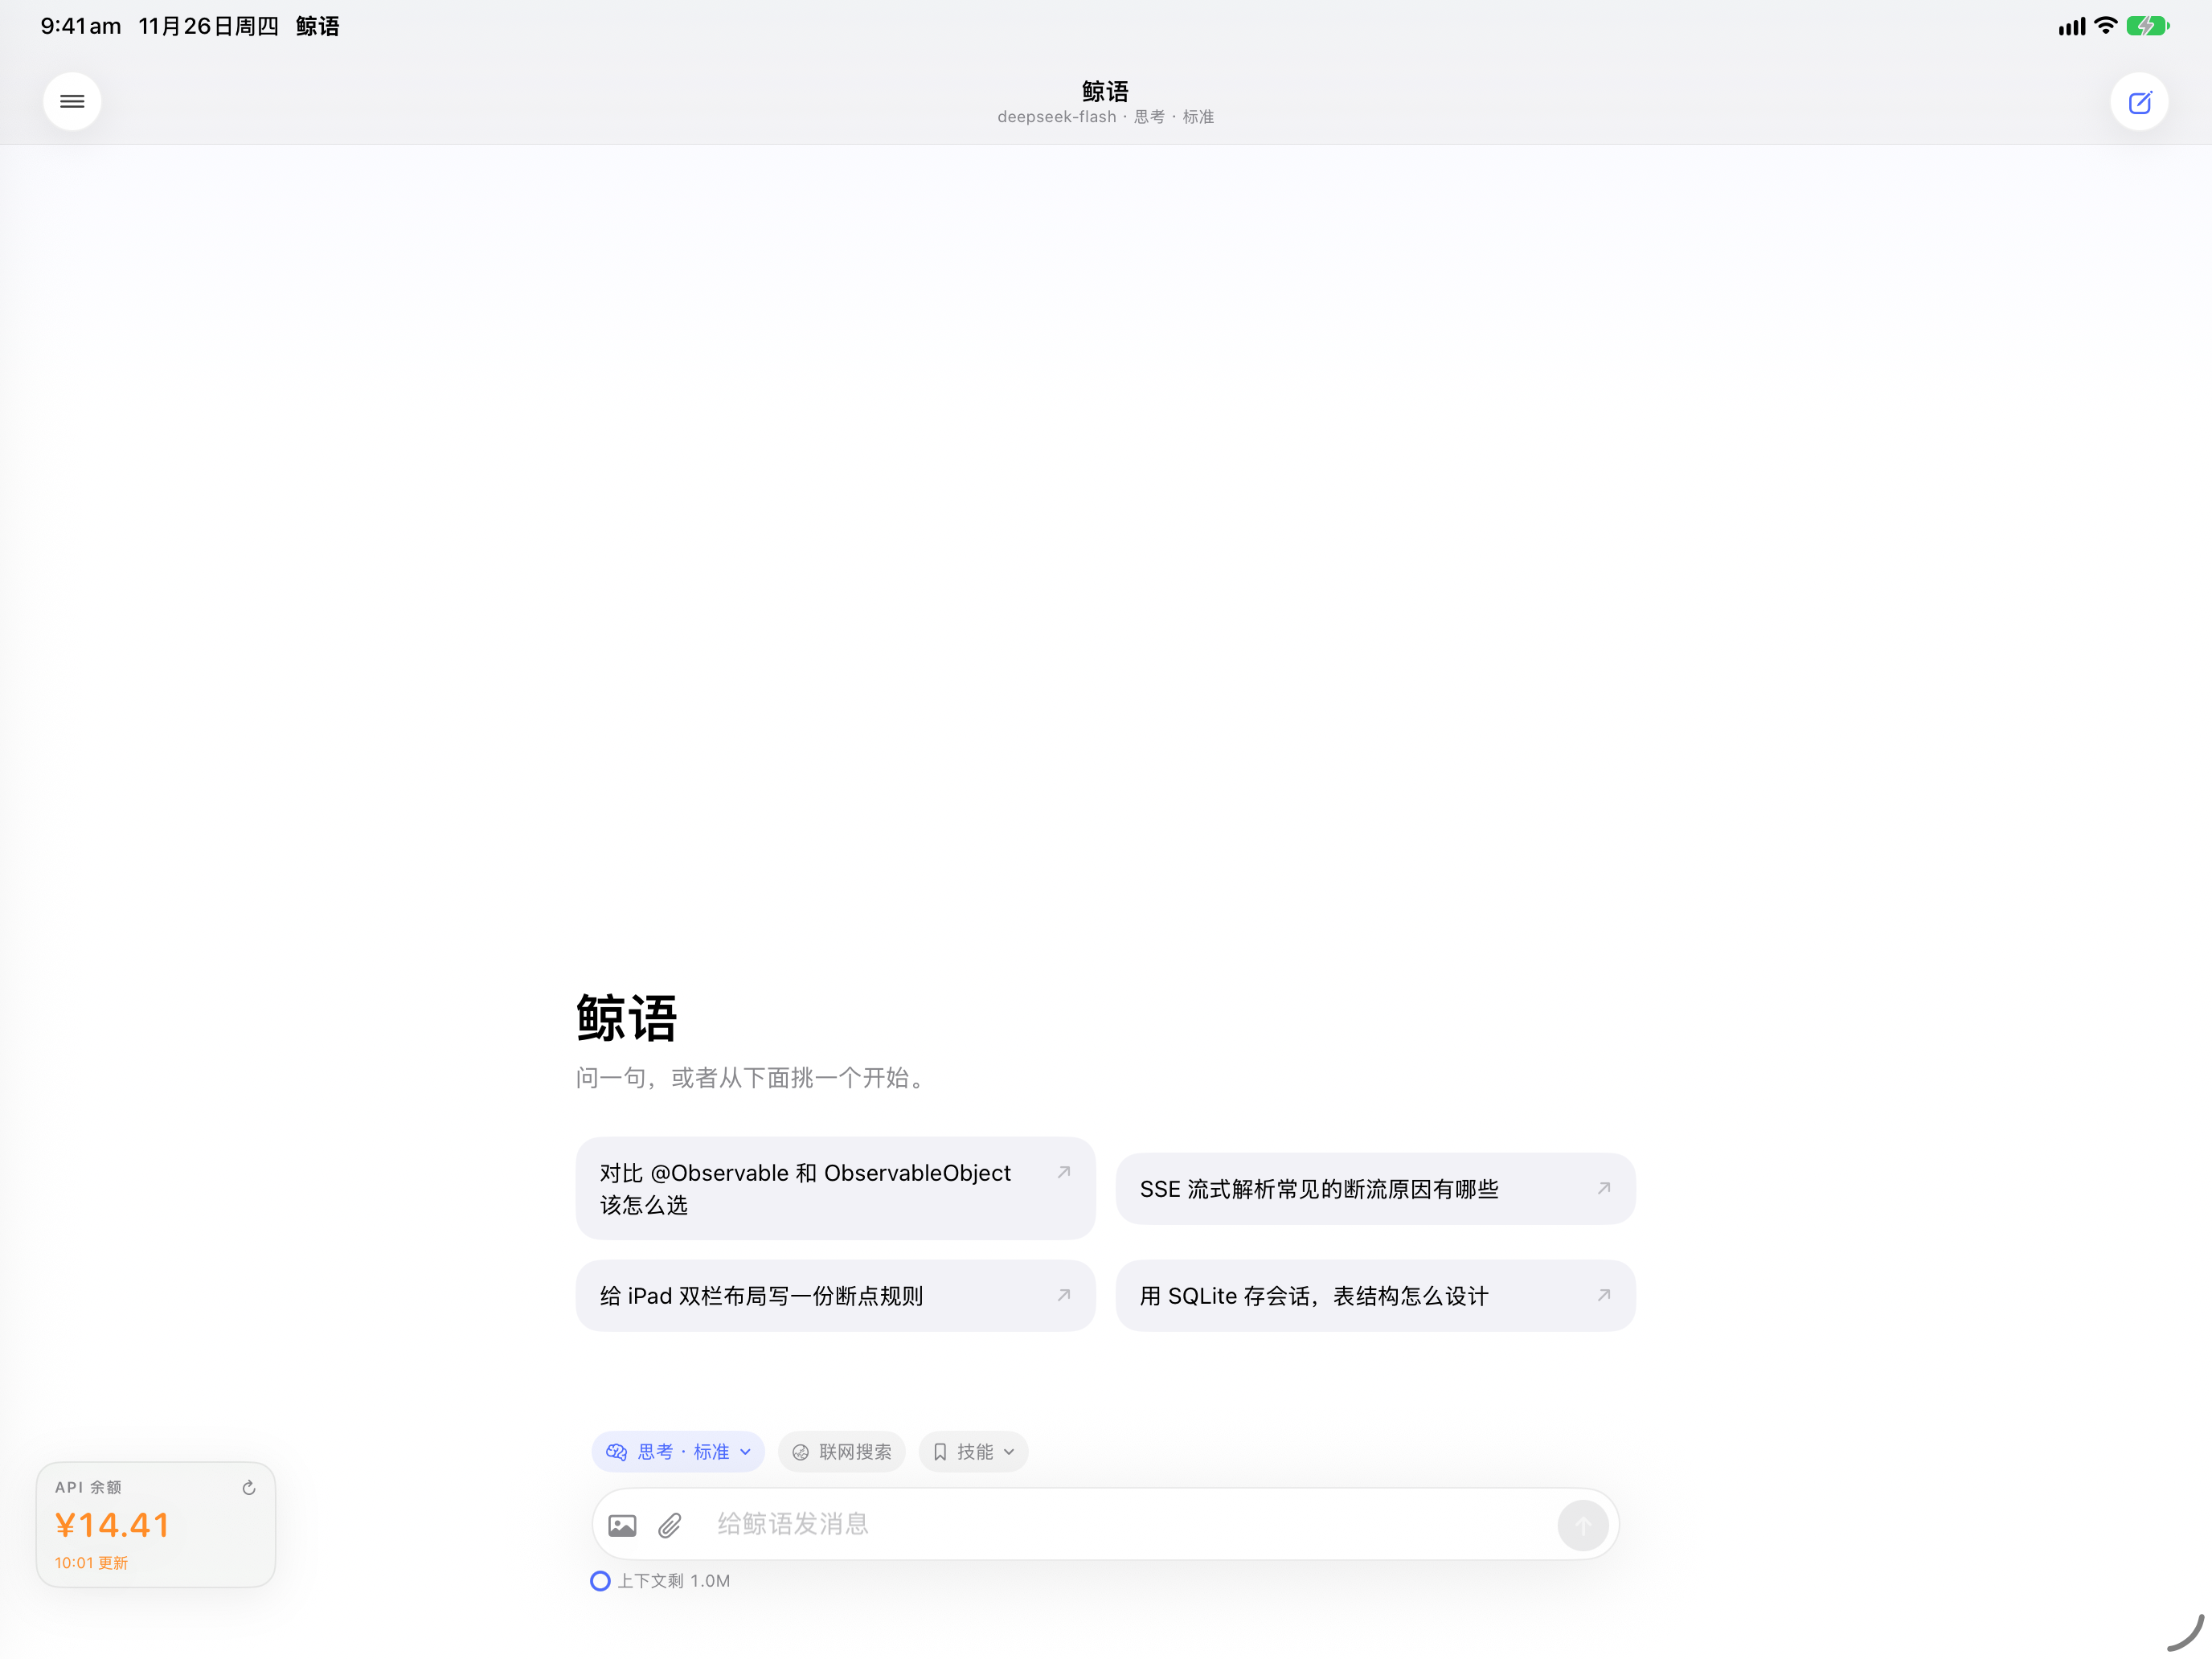 9:41am 11月26日周四 鲸语
鲸语
deepseek-flash · 思考 · 标准
鲸语
问一句，或者从下面挑一个开始。
对比 @Observable 和 ObservableObject
该怎么选
SSE 流式解析常见的断流原因有哪些
给 iPad 双栏布局写一份断点规则
用 SQLite 存会话，表结构怎么设计
思考 · 标准
联网搜索
技能
API 余额
¥14.41
10:01 更新
给鲸语发消息
上下文剩 1.0M